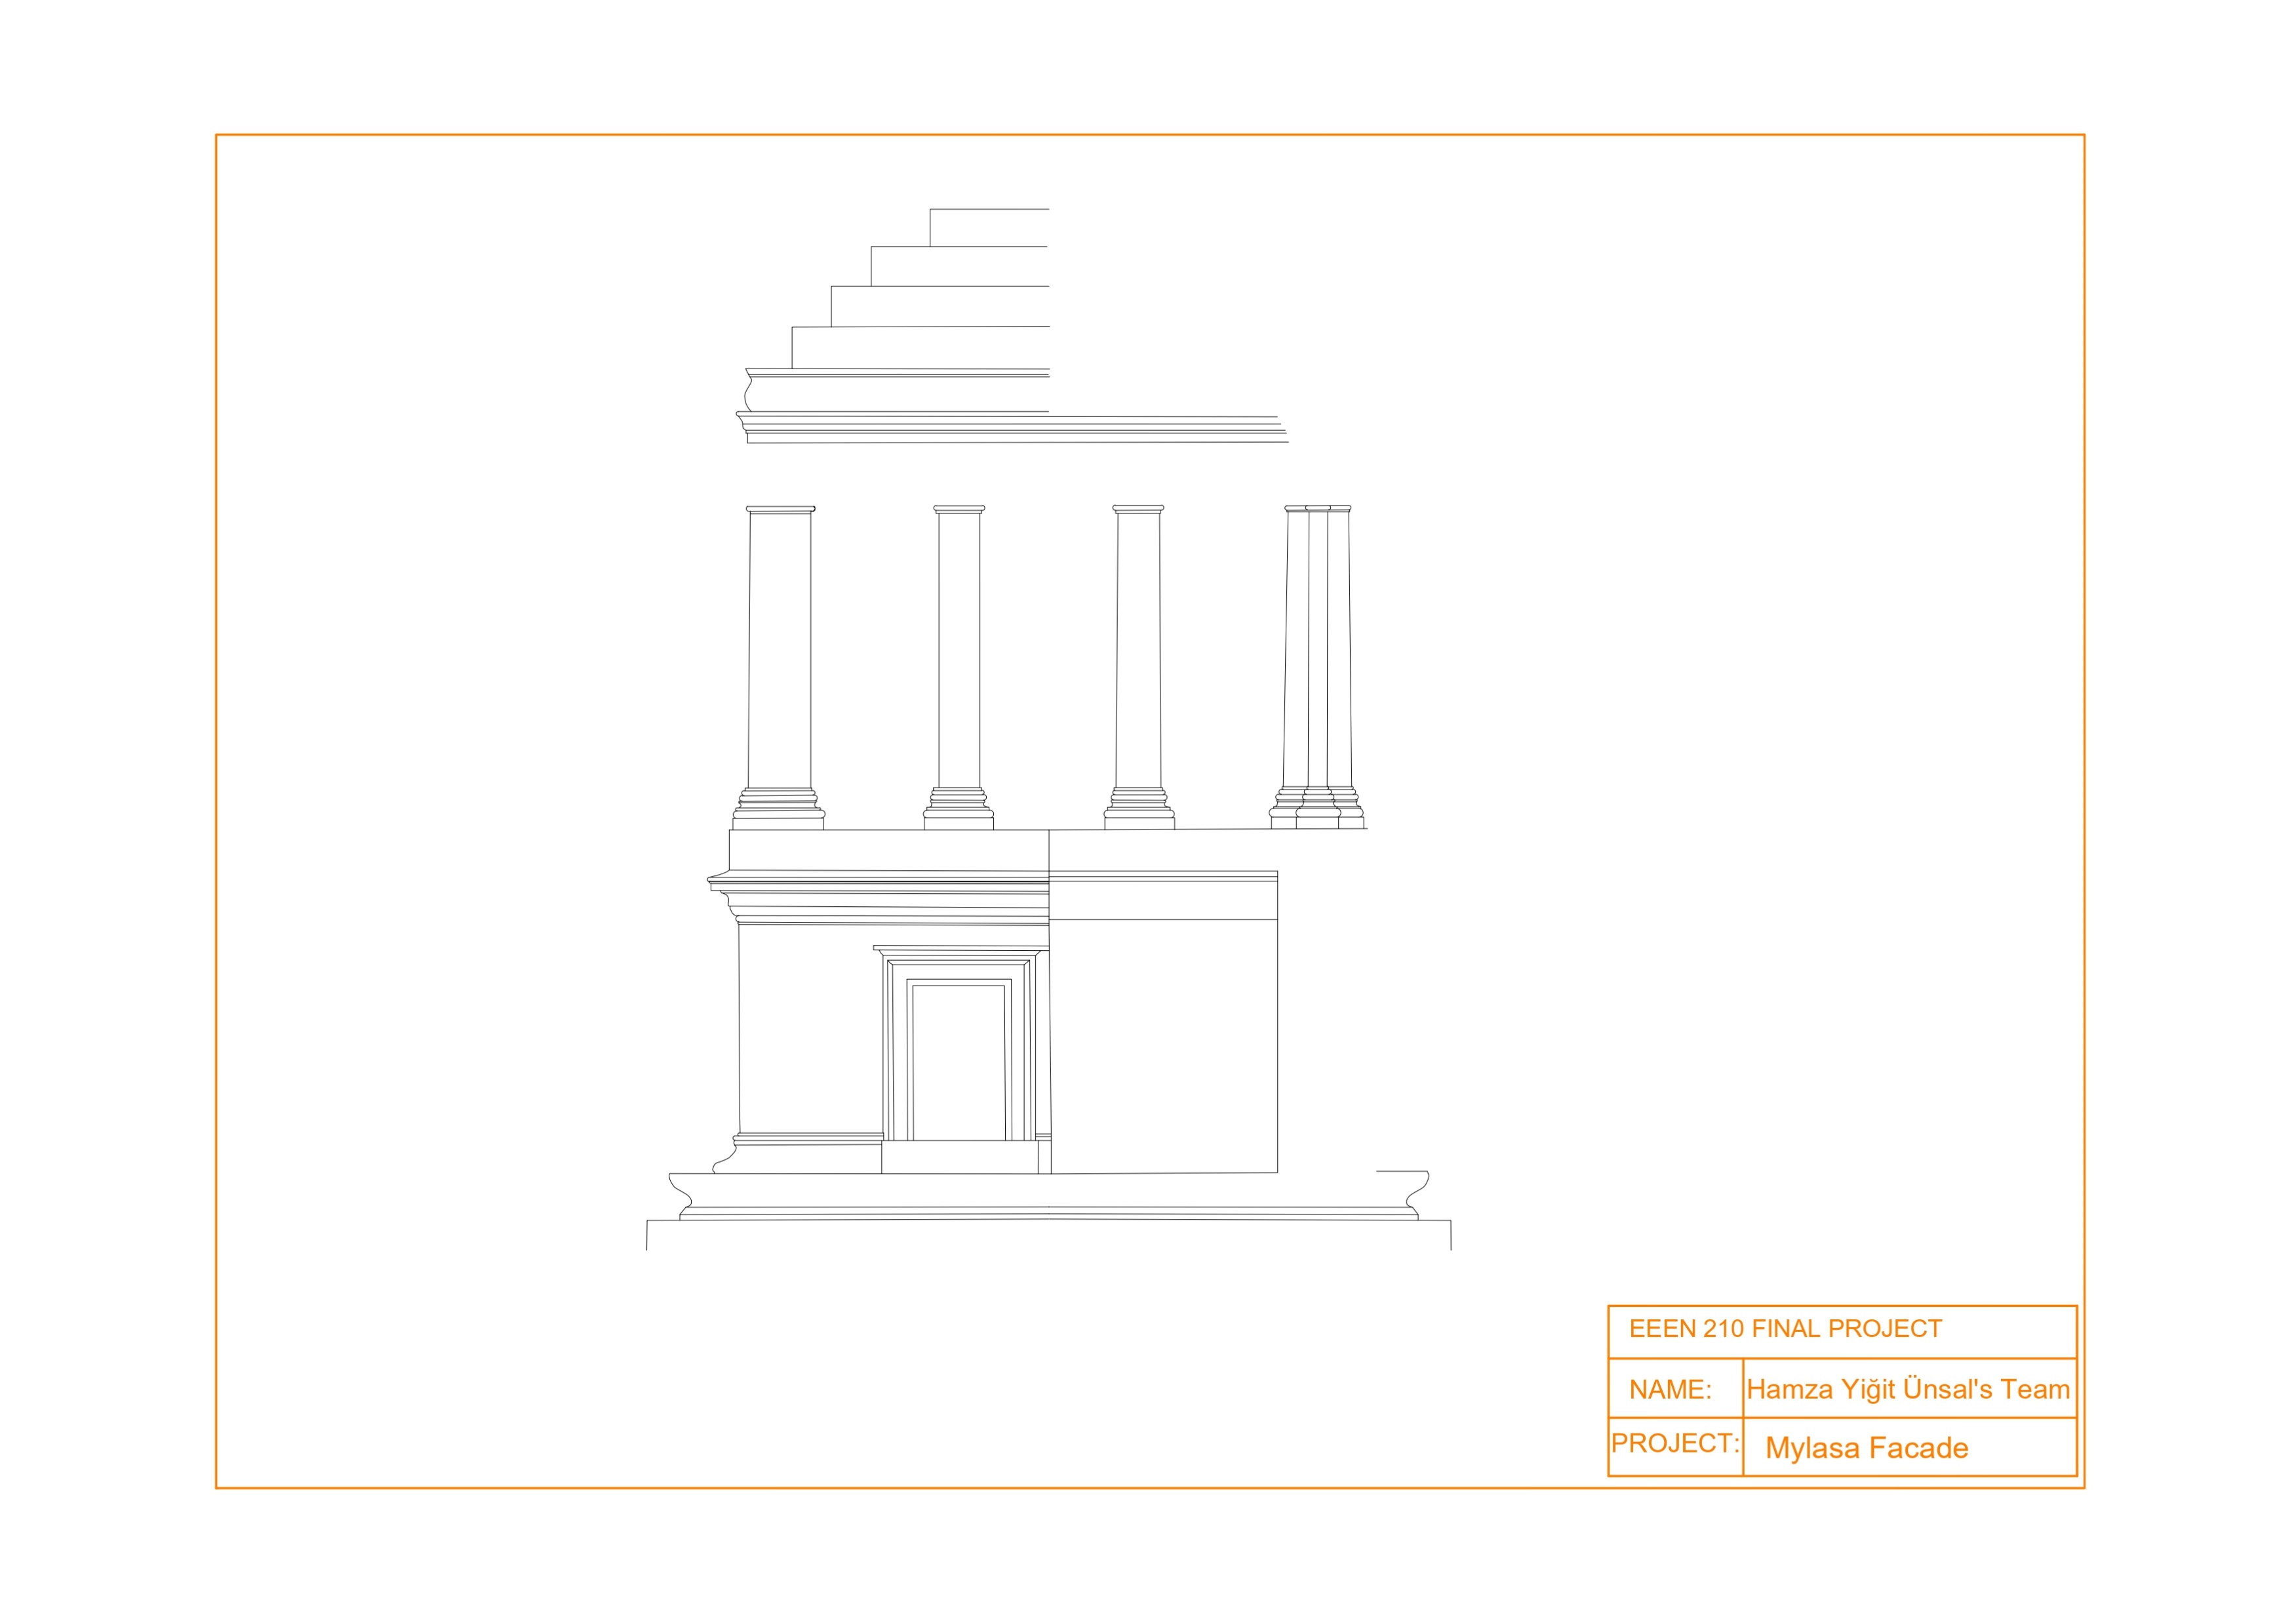 EEEN 210 FINAL PROJECT
NAME: Hamza Yiğit Ünsal's Team
PROJECT: Mylasa Facade